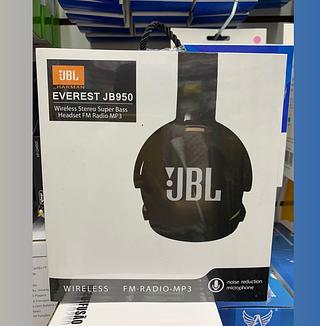 JBL
by HARMAN
EVEREST JB950
Wireless Stereo Super Bass
Headset FM Radio MP3
JBL
WIRELESS FM-RADIO-MP3
noise reduction
microphone